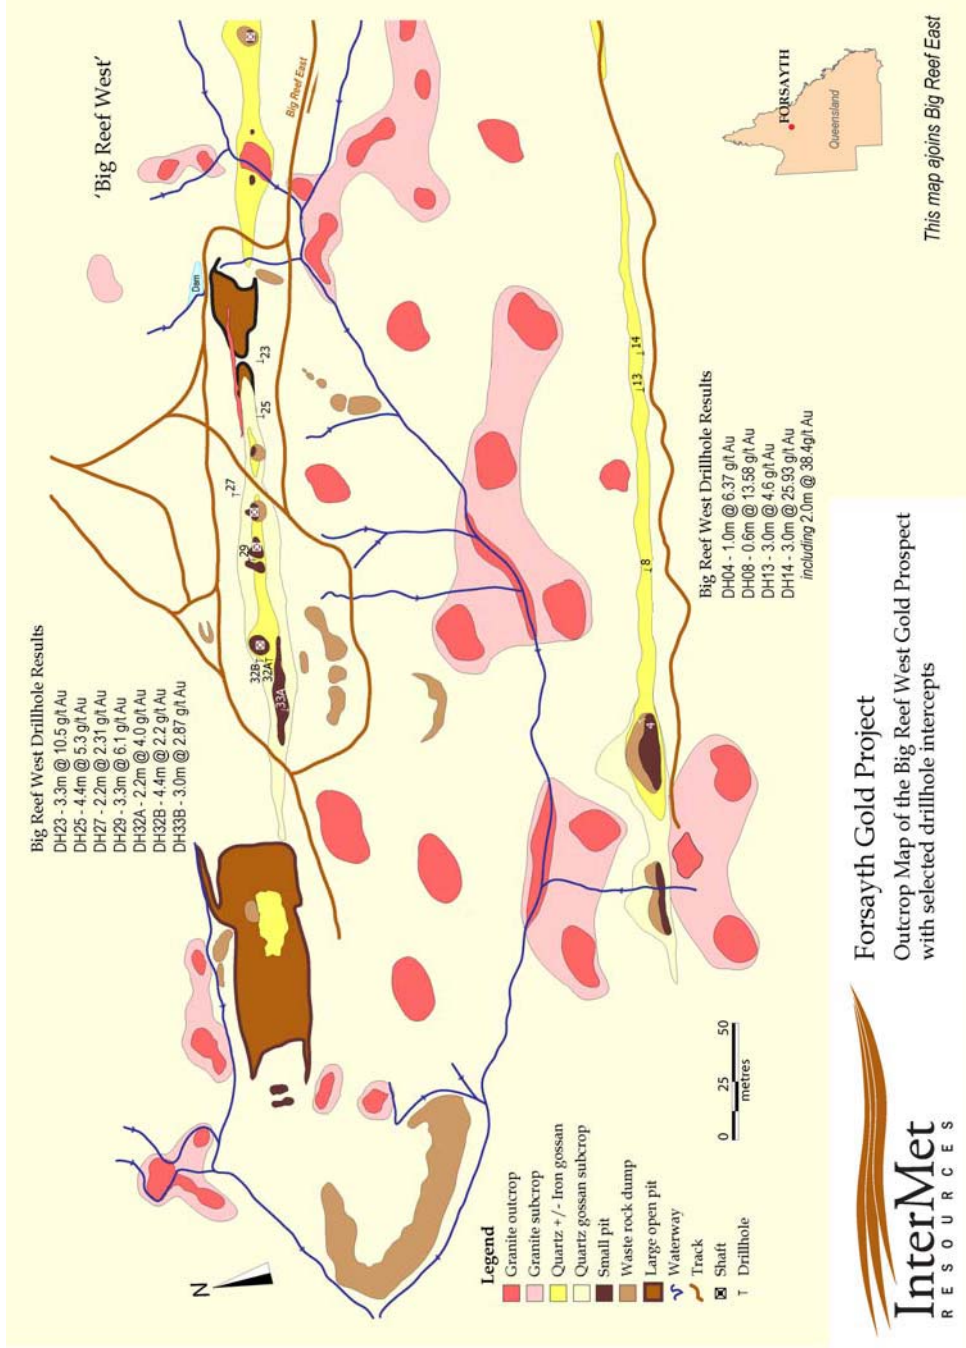 'Big Reef West'
Big Reef East
Dam
Big Reef West Drillhole Results
DH23 - 3.3m @ 10.5 g/t Au
DH25 - 4.4m @ 5.3 g/t Au
DH27 - 2.2m @ 2.31 g/t Au
DH29 - 3.3m @ 6.1 g/t Au
DH32A - 2.2m @ 4.0 g/t Au
DH32B - 4.4m @ 2.2 g/t Au
DH33B - 3.0m @ 2.87 g/t Au
33A
32B
32A
29
27
25
23
N
4
8
13
14
Big Reef West Drillhole Results
DH04 - 1.0m @ 6.37 g/t Au
DH08 - 0.6m @ 13.58 g/t Au
DH13 - 3.0m @ 4.6 g/t Au
DH14 - 3.0m @ 25.93 g/t Au
including 2.0m @ 38.4g/t Au
FORSAYTH
Queensland
This map ajoins Big Reef East
Legend
Granite outcrop
Granite subcrop
Quartz +/- Iron gossan
Quartz gossan subcrop
Small pit
Waste rock dump
Large open pit
Waterway
Track
Shaft
Drillhole
0 25 50
metres
InterMet
RESOURCES
Forsayth Gold Project
Outcrop Map of the Big Reef West Gold Prospect
with selected drillhole intercepts